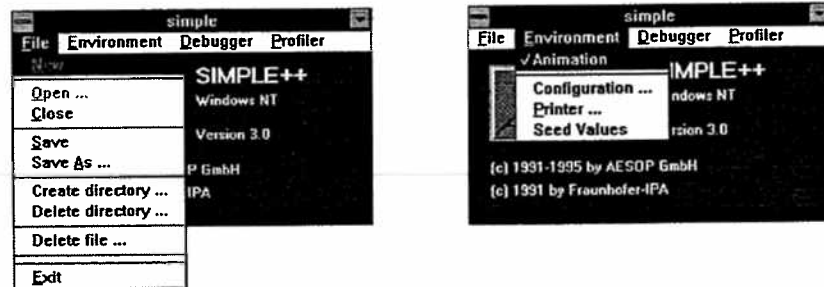 simple
File Environment Debugger Profiler
New
Open ...
Close
Save
Save As ...
Create directory ...
Delete directory ...
Delete file ...
Exit
SIMPLE++
Windows NT
Version 3.0
P GmbH
IPA
simple
File Environment Debugger Profiler
✓Animation
Configuration ...
Printer ...
Seed Values
IMPLE++
ndows NT
rsion 3.0
(c) 1991-1995 by AESOP GmbH
(c) 1991 by Fraunhofer-IPA